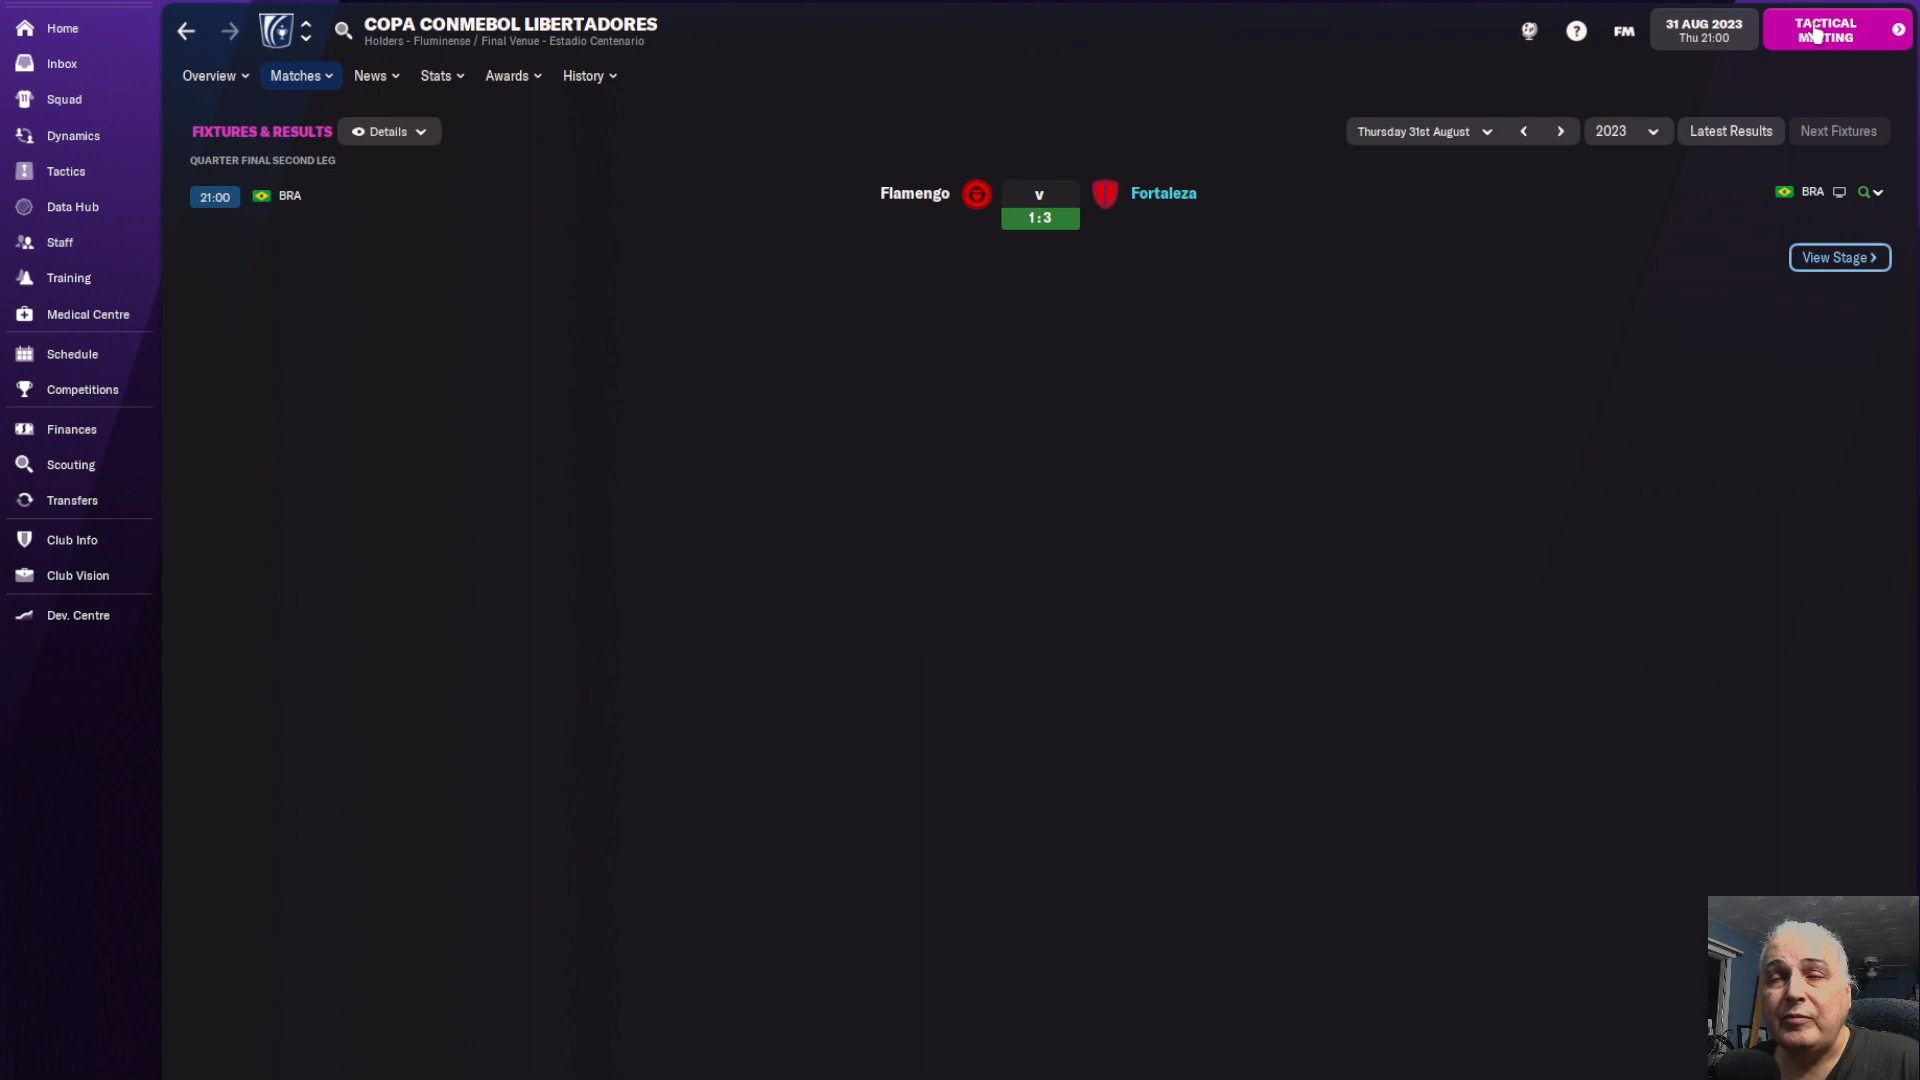 Home
Inbox
Squad
Dynamics
Tactics
Data Hub
Staff
Training
Medical Centre
Schedule
Competitions
Finances
Scouting
Transfers
Club Info
Club Vision
Dev. Centre
COPA CONMEBOL LIBERTADORES
Holders - Fluminense / Final Venue - Estadio Centenario
FM
31 AUG 2023
Thu 21:00
TACTICAL
MEETING
Overview
Matches
News
Stats
Awards
History
FIXTURES & RESULTS
Details
Thursday 31st August
2023
Latest Results
Next Fixtures
QUARTER FINAL SECOND LEG
21:00
BRA
Flamengo
v
Fortaleza
BRA
1:3
View Stage